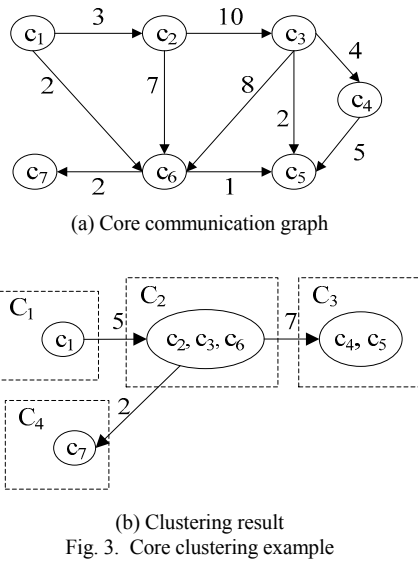 c₁ 3 c₂ 10 c₃
2 7 8 2 4 c₄
5
c₇ 2 c₆ 1 c₅
(a) Core communication graph
C₁ C₂ C₃
c₁ 5 c₂, c₃, c₆ 7 c₄, c₅
C₄ 2
c₇
(b) Clustering result
Fig. 3. Core clustering example